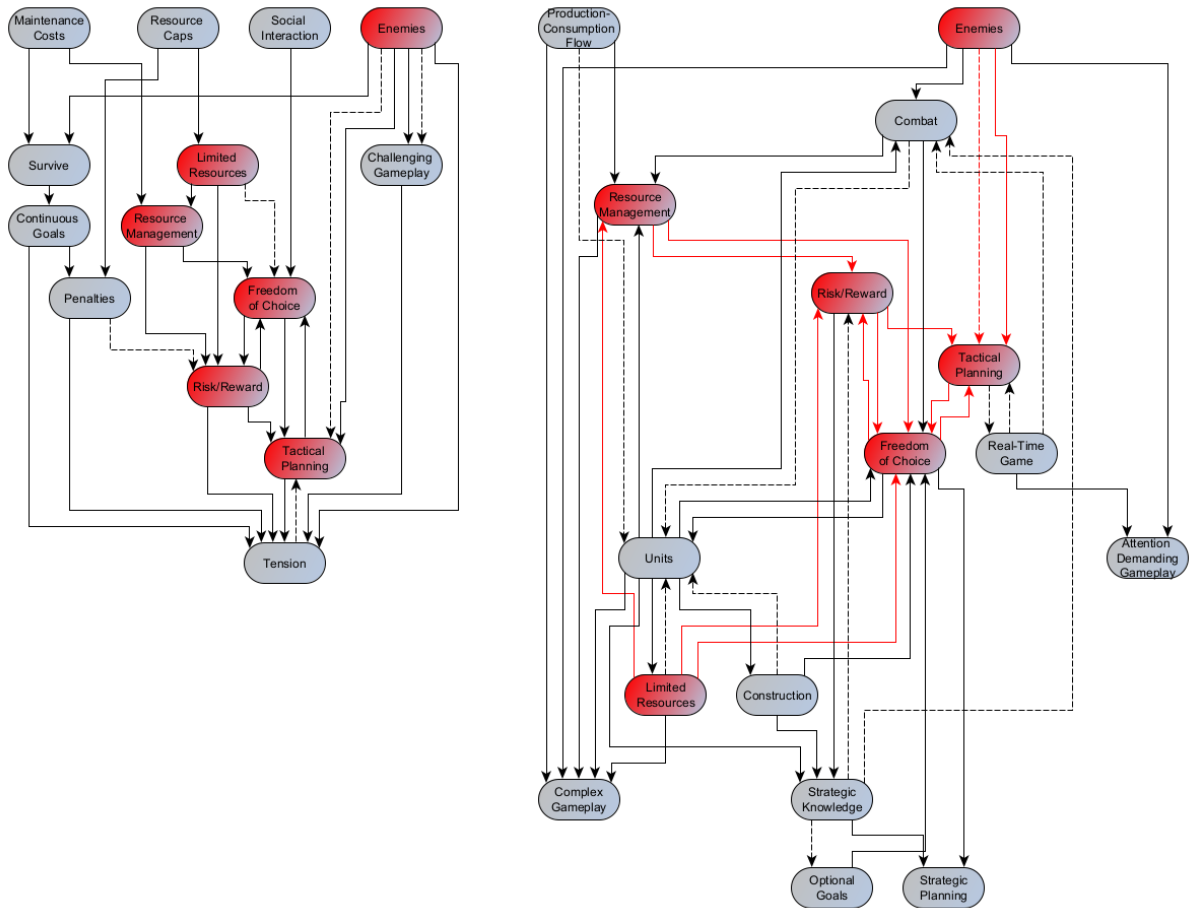 Maintenance
Costs
Resource
Caps
Social
Interaction
Enemies
Survive
Limited
Resources
Challenging
Gameplay
Continuous
Goals
Resource
Management
Penalties
Freedom
of Choice
Risk/Reward
Tactical
Planning
Tension
Production-
Consumption
Flow
Enemies
Combat
Resource
Management
Risk/Reward
Tactical
Planning
Freedom
of Choice
Real-Time
Game
Units
Attention
Demanding
Gameplay
Limited
Resources
Construction
Complex
Gameplay
Strategic
Knowledge
Optional
Goals
Strategic
Planning